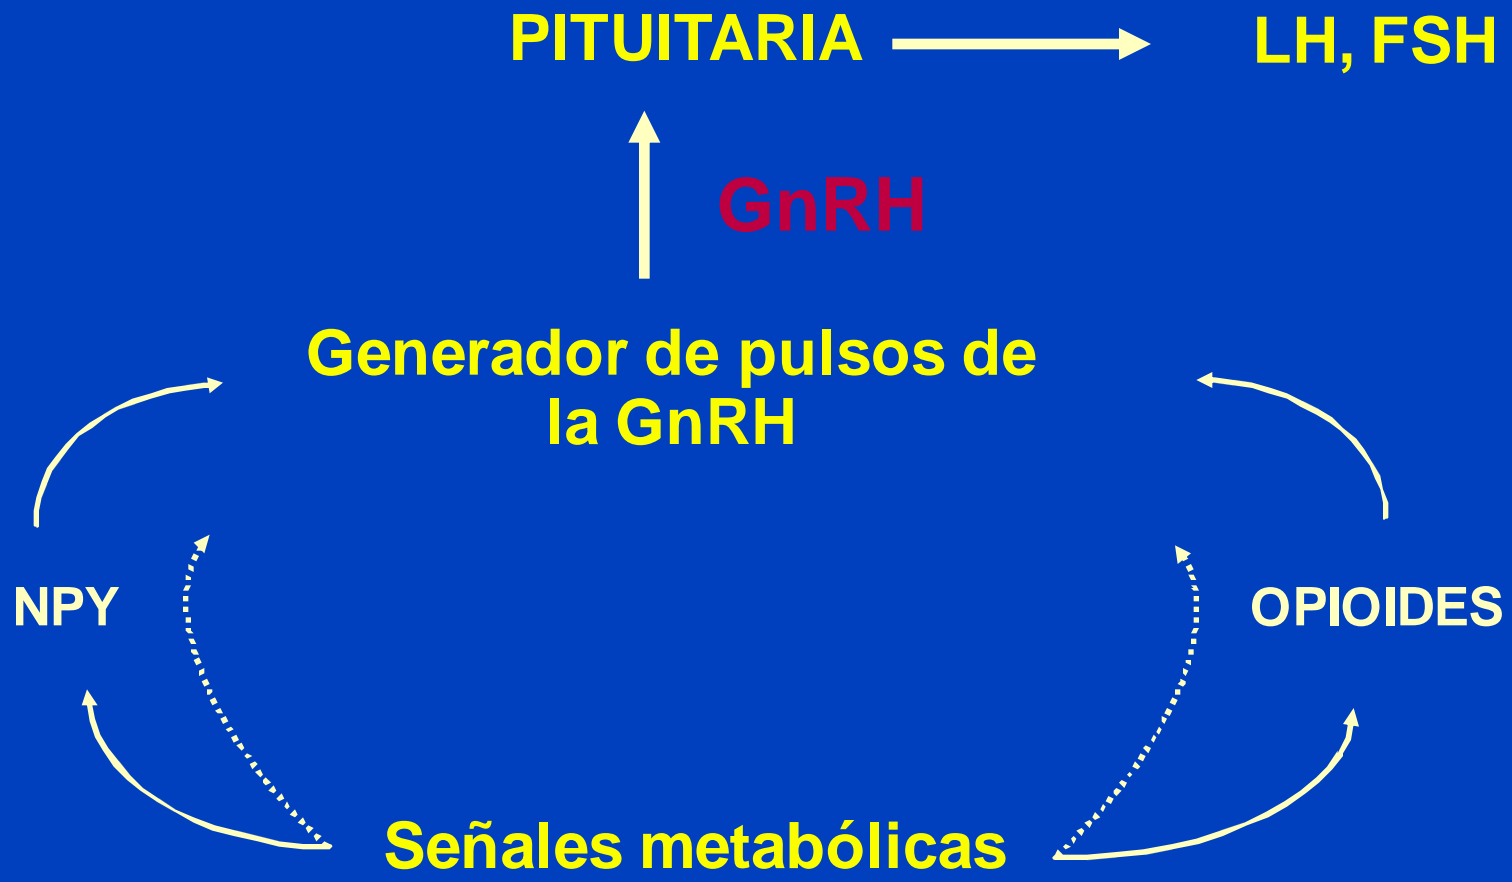 PITUITARIA
LH, FSH
GnRH
Generador de pulsos de
la GnRH
NPY
OPIOIDES
Señales metabólicas